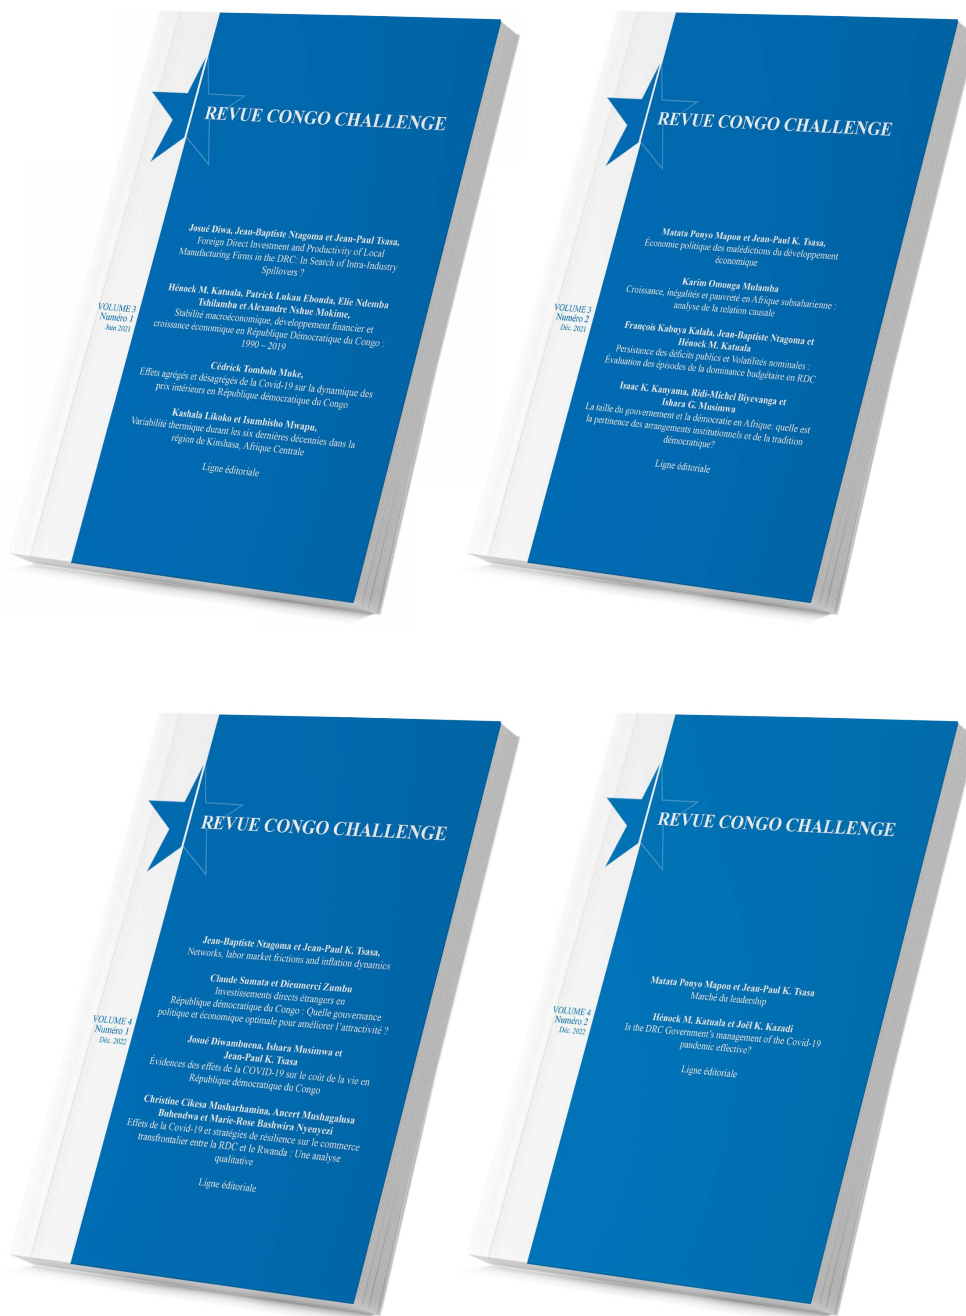 REVUE CONGO CHALLENGE
Josué Diwa, Jean-Baptiste Ntagoma et Jean-Paul Tsasa,
Foreign Direct Investment and Productivity of Local
Manufacturing Firms in the DRC: In Search of Intra-Industry
Spillovers ?
Hénock M. Katuala, Patrick Lukau Ebonda, Elie Ndemba
Tshilambu et Alexandre Nshue Mokime,
Stabilité macroéconomique, développement financier et
croissance économique en République Démocratique du Congo :
1990 – 2019
Cédrick Tombola Muke,
Effets agrégés et désagrégés de la Covid-19 sur la dynamique des
prix intérieurs en République démocratique du Congo
Kashala Likoko et Isumbisho Mwapu,
Variabilité thermique durant les six dernières décennies dans la
région de Kinshasa, Afrique Centrale
Ligne éditoriale
VOLUME 3
Numéro 1
Juin 2021
REVUE CONGO CHALLENGE
Matata Ponyo Mapon et Jean-Paul K. Tsasa,
Économie politique des malédictions du développement
économique
Karim Omonga Mulamba
Croissance, inégalités et pauvreté en Afrique subsaharienne :
analyse de la relation causale
François Kabuya Kalala, Jean-Baptiste Ntagoma et
Hénock M. Katuala
Persistance des déficits publics et Volatilités nominales :
Évaluation des épisodes de la dominance budgétaire en RDC
Isaac K. Kanyama, Ridi-Michel Biyevanga et
Ishara G. Musimwa
La taille du gouvernement et la démocratie en Afrique: quelle est
la pertinence des arrangements institutionnels et de la tradition
démocratique?
Ligne éditoriale
VOLUME 3
Numéro 2
Déc. 2021
REVUE CONGO CHALLENGE
Jean-Baptiste Ntagoma et Jean-Paul K. Tsasa,
Networks, labor market frictions and inflation dynamics
Claude Sumata et Dieumerci Zumbu
Investissements directs étrangers en
République démocratique du Congo : Quelle gouvernance
politique et économique optimale pour améliorer l'attractivité ?
Josué Diwambuena, Ishara Musimwa et
Jean-Paul K. Tsasa
Évidences des effets de la COVID-19 sur le coût de la vie en
République démocratique du Congo
Christine Cikesa Musharhamina, Ancert Mushagalusa
Buhendwa et Marie-Rose Bashwira Nyenyezi
Effets de la Covid-19 et stratégies de résilience sur le commerce
transfrontalier entre la RDC et le Rwanda : Une analyse
qualitative
Ligne éditoriale
VOLUME 4
Numéro 1
Déc. 2022
REVUE CONGO CHALLENGE
Matata Ponyo Mapon et Jean-Paul K. Tsasa
Marché du leadership
Hénock M. Katuala et Joël K. Kazadi
Is the DRC Government's management of the Covid-19
pandemic effective?
Ligne éditoriale
VOLUME 4
Numéro 2
Déc. 2022